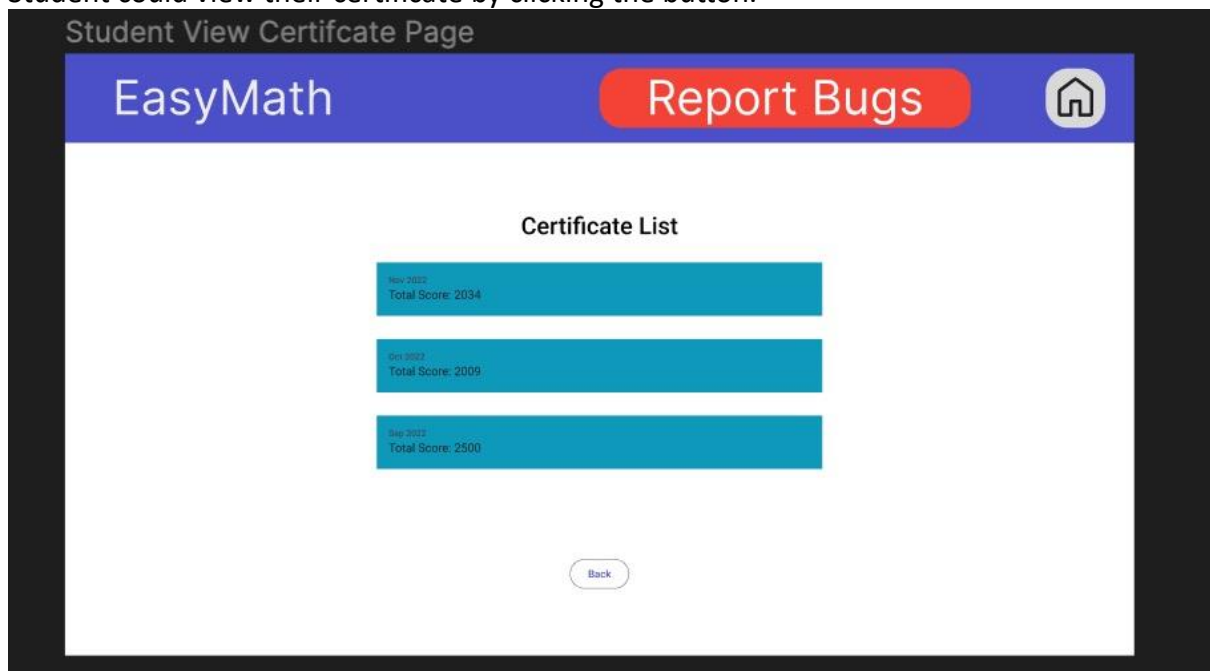 Student could view their certificate by clicking the button.
Student View Certifcate Page
EasyMath
Report Bugs
Certificate List
Nov 2022
Total Score: 2034
Oct 2022
Total Score: 2009
Sep 2022
Total Score: 2500
Back